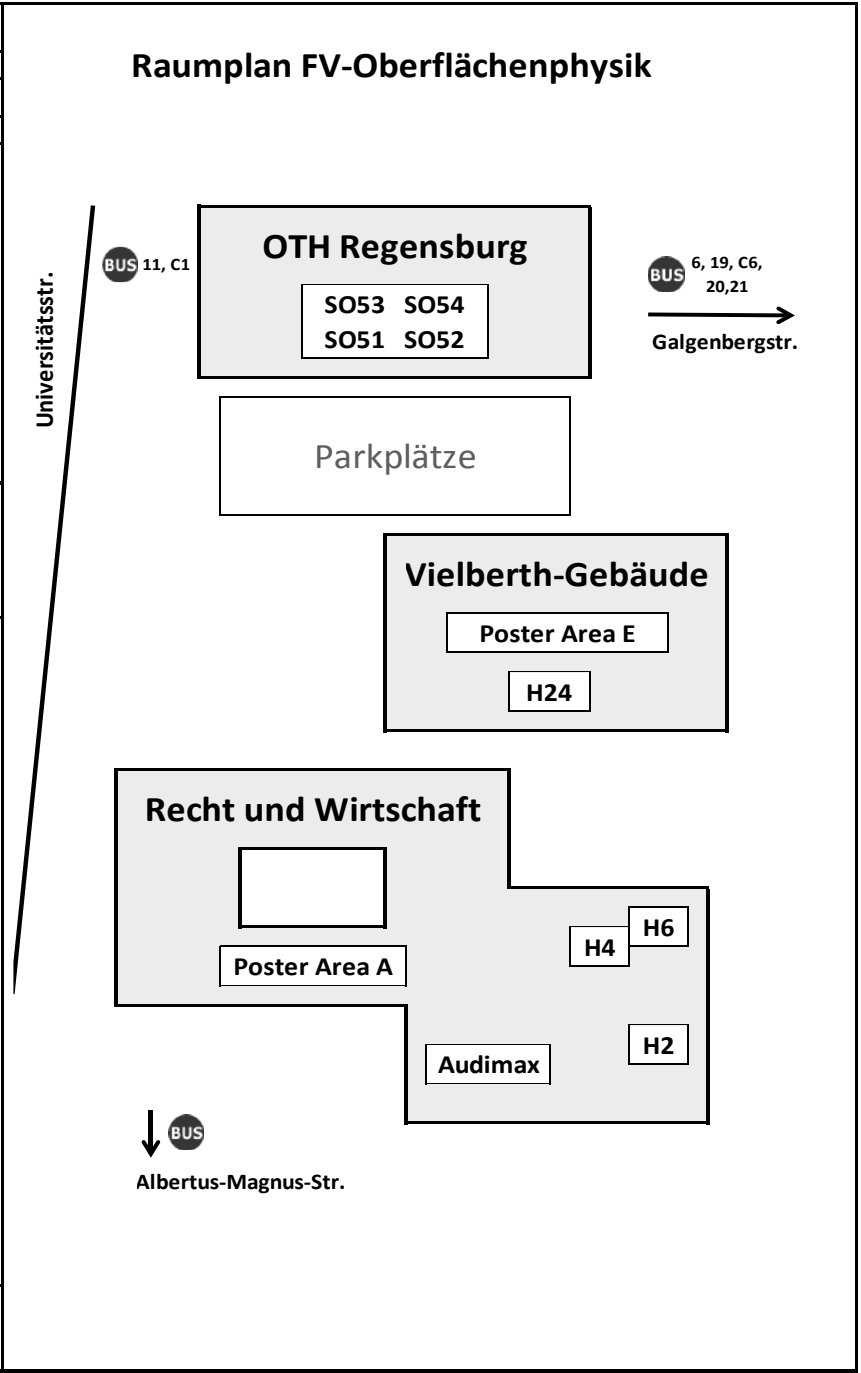 Raumplan FV-Oberflächenphysik
Universitätsstr.
BUS 11, C1
OTH Regensburg
SO53 SO54
SO51 SO52
BUS 6, 19, C6,
20,21
Galgenbergstr.
Parkplätze
Vielberth-Gebäude
Poster Area E
H24
Recht und Wirtschaft
H6
H4
Poster Area A
H2
Audimax
BUS
Albertus-Magnus-Str.